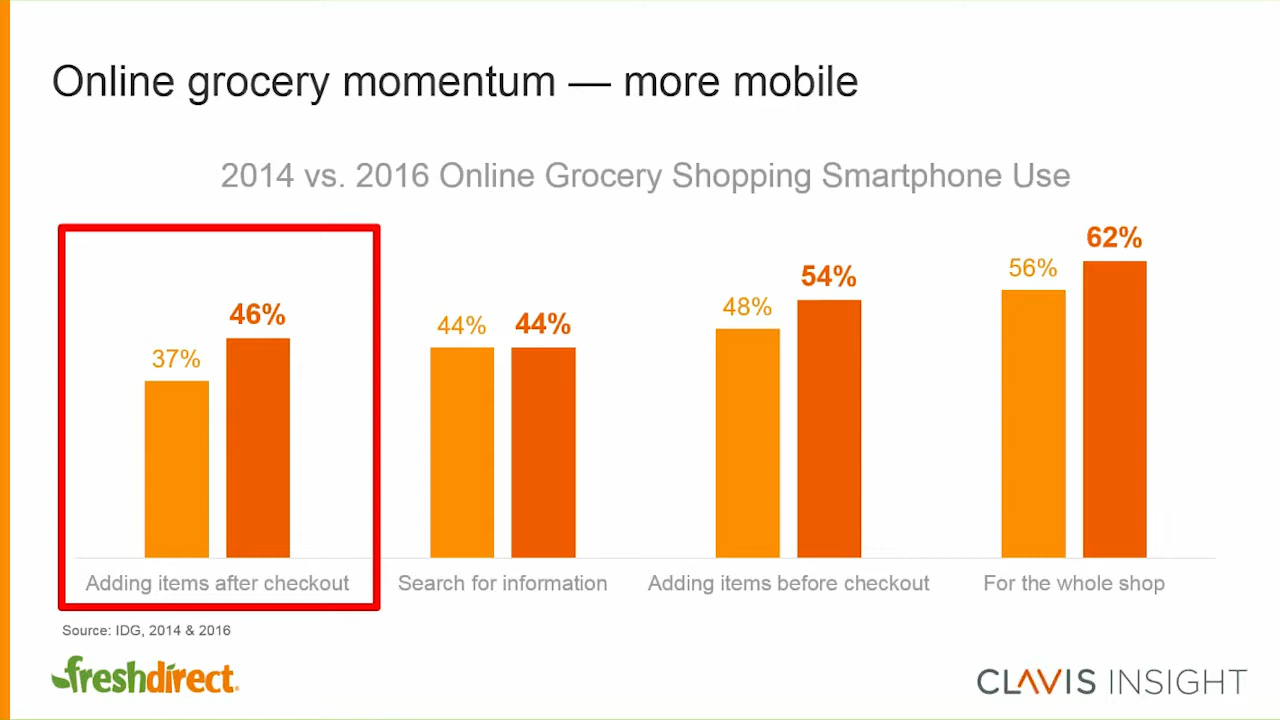 Online grocery momentum — more mobile
2014 vs. 2016 Online Grocery Shopping Smartphone Use
37%
46%
44%
44%
48%
54%
56%
62%
Adding items after checkout
Search for information
Adding items before checkout
For the whole shop
Source: IDG, 2014 & 2016
freshdirect
CLAVIS INSIGHT